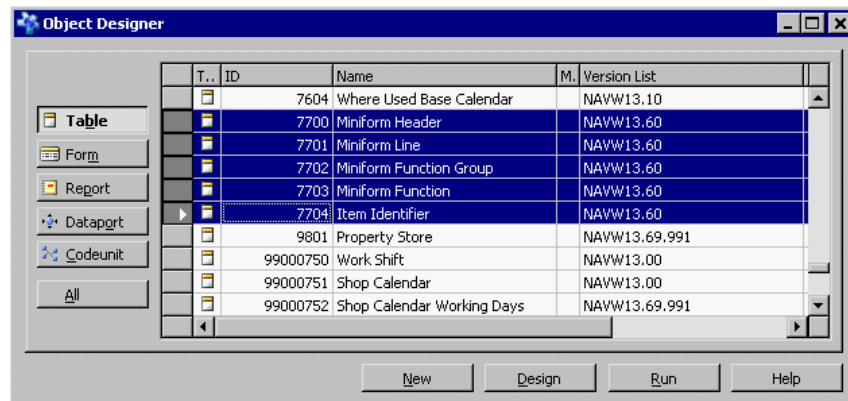 Object Designer
T.. ID Name M. Version List
7604 Where Used Base Calendar NAVW13.10
Table
7700 Miniform Header NAVW13.60
7701 Miniform Line NAVW13.60
Form
7702 Miniform Function Group NAVW13.60
7703 Miniform Function NAVW13.60
Report
7704 Item Identifier NAVW13.60
Dataport
9801 Property Store NAVW13.69.991
Codeunit
99000750 Work Shift NAVW13.00
99000751 Shop Calendar NAVW13.00
All
99000752 Shop Calendar Working Days NAVW13.69.991
New Design Run Help